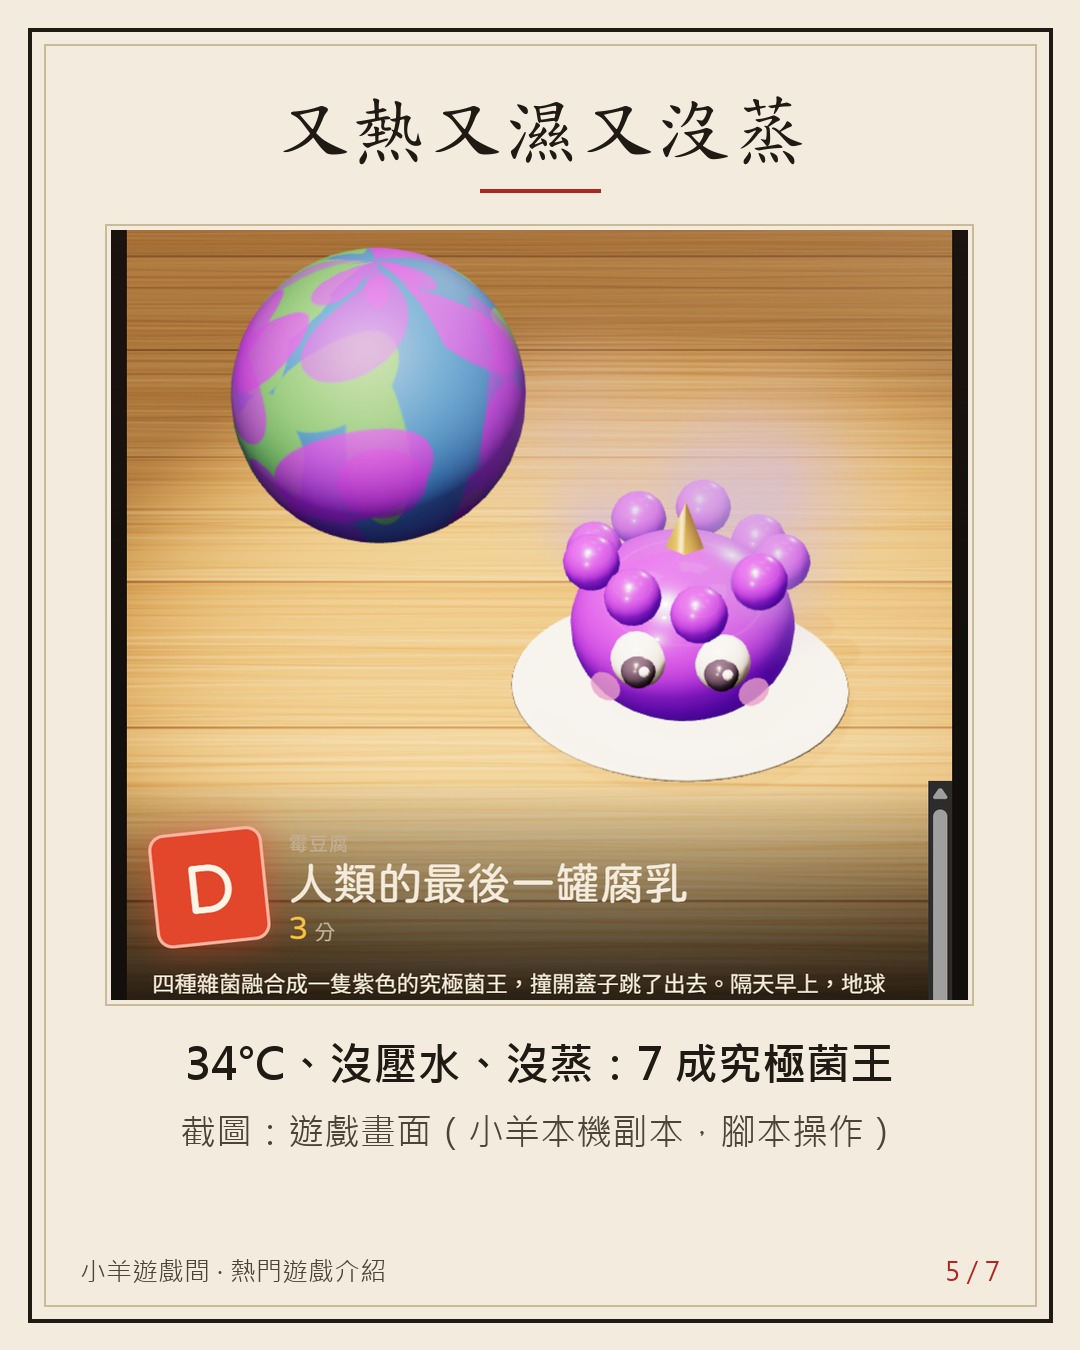 又熱又濕又沒蒸
D
霉豆腐
人類的最後一罐腐乳
3 分
四種雜菌融合成一隻紫色的究極菌王，撞開蓋子跳了出去。隔天早上，地球
34°C、沒壓水、沒蒸：7 成究極菌王
截圖：遊戲畫面（小羊本機副本，腳本操作）
小羊遊戲間 · 熱門遊戲介紹
5 / 7